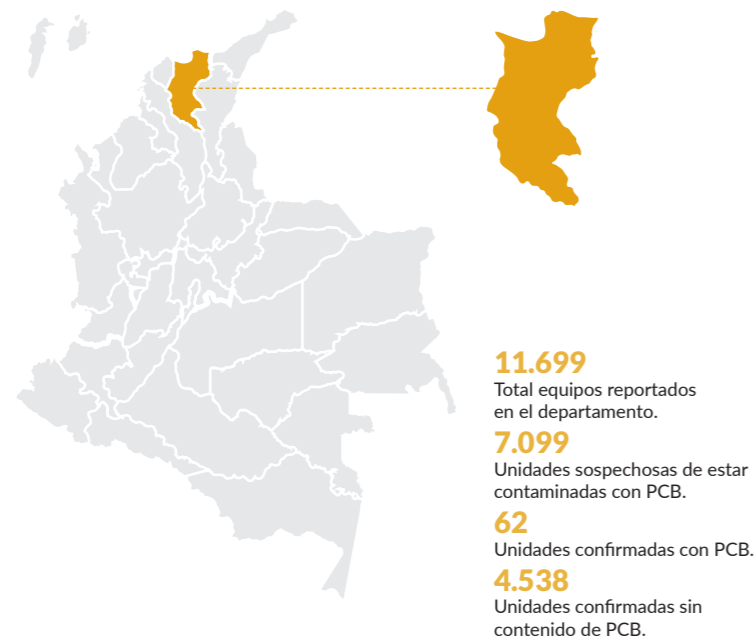 11.699
Total equipos reportados
en el departamento.
7.099
Unidades sospechosas de estar
contaminadas con PCB.
62
Unidades confirmadas con PCB.
4.538
Unidades confirmadas sin
contenido de PCB.